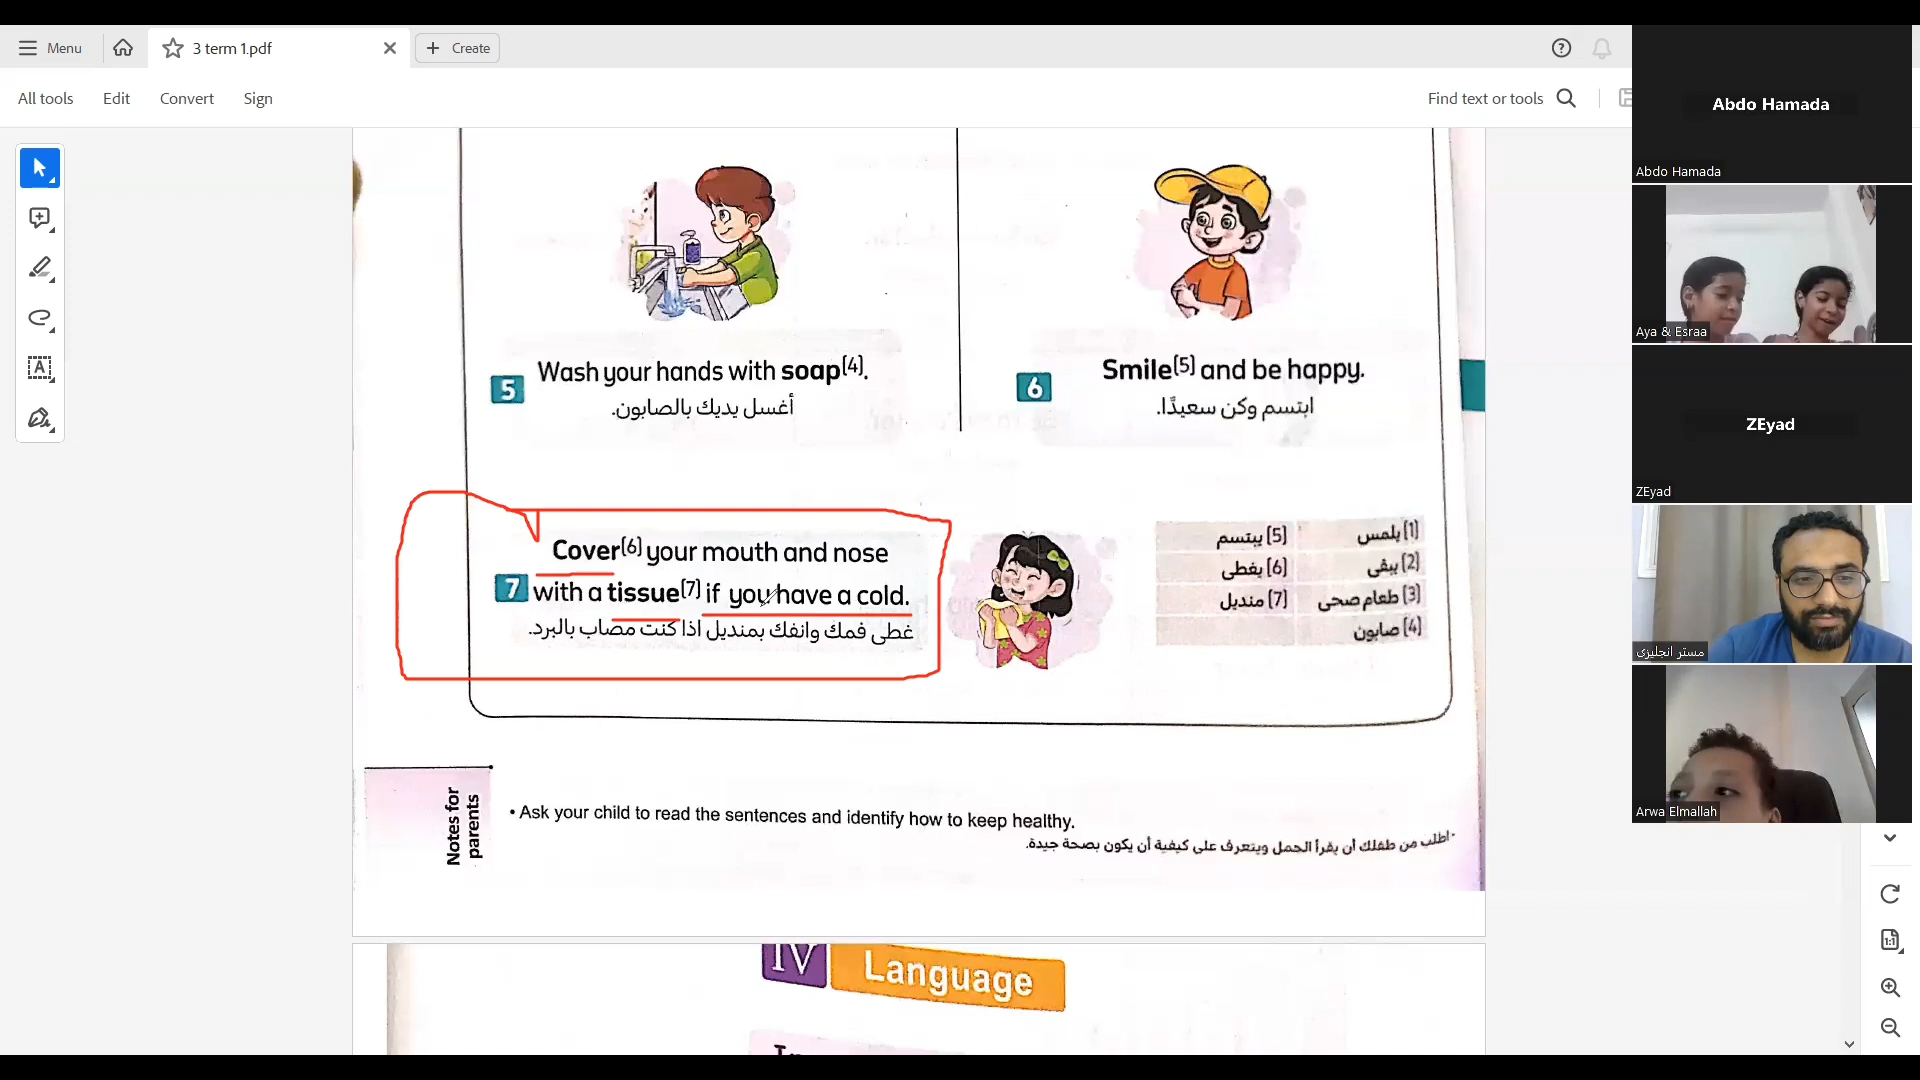 Menu
3 term 1.pdf
Create
All tools
Edit
Convert
Sign
Find text or tools
5
Wash your hands with soap(4).
أغسل يديك بالصابون.
6
Smile(5) and be happy.
ابتسم وكن سعيدًا.
7
Cover(6) your mouth and nose
with a tissue(7) if you have a cold.
غطى فمك وانفك بمنديل اذا كنت مصاب بالبرد.
(1) يلمس
(5) يبتسم
(2) يبقى
(6) يغطى
(3) طعام صحى
(7) منديل
(4) صابون
Notes for
parents
• Ask your child to read the sentences and identify how to keep healthy.
• اطلب من طفلك أن يقرأ الجمل ويتعرف على كيفية أن يكون بصحة جيدة.
IV
Language
Abdo Hamada
Abdo Hamada
Aya & Esraa
ZEyad
ZEyad
مستر انجليزى
Arwa Elmallah
1:1